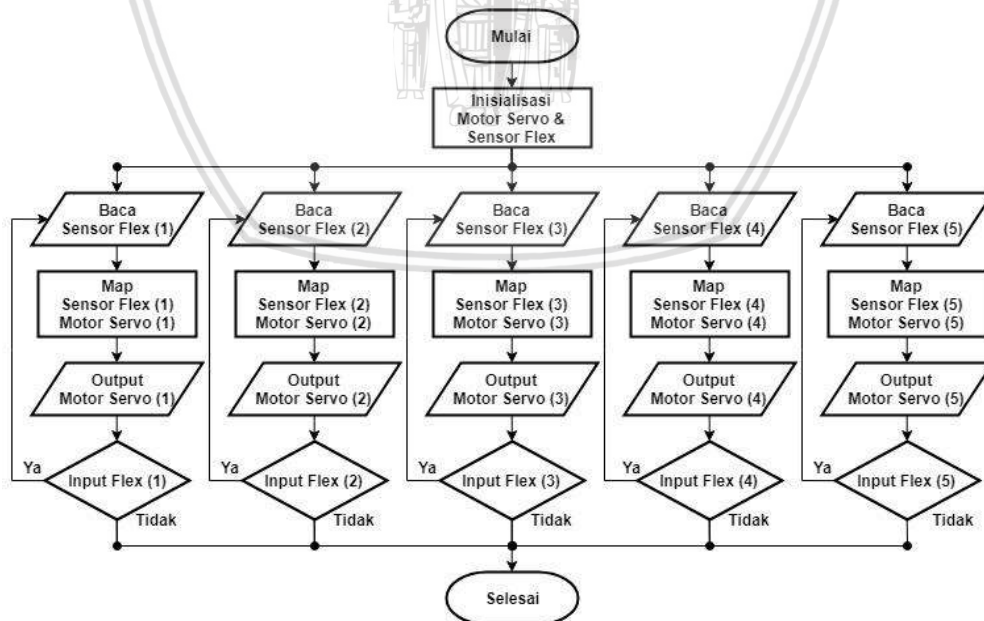 Mulai
Inisialisasi
Motor Servo &
Sensor Flex
Baca
Sensor Flex (1)
Baca
Sensor Flex (2)
Baca
Sensor Flex (3)
Baca
Sensor Flex (4)
Baca
Sensor Flex (5)
Map
Sensor Flex (1)
Motor Servo (1)
Map
Sensor Flex (2)
Motor Servo (2)
Map
Sensor Flex (3)
Motor Servo (3)
Map
Sensor Flex (4)
Motor Servo (4)
Map
Sensor Flex (5)
Motor Servo (5)
Output
Motor Servo (1)
Output
Motor Servo (2)
Output
Motor Servo (3)
Output
Motor Servo (4)
Output
Motor Servo (5)
Ya
Input Flex (1)
Ya
Input Flex (2)
Ya
Input Flex (3)
Ya
Input Flex (4)
Ya
Input Flex (5)
Tidak
Tidak
Tidak
Tidak
Tidak
Selesai